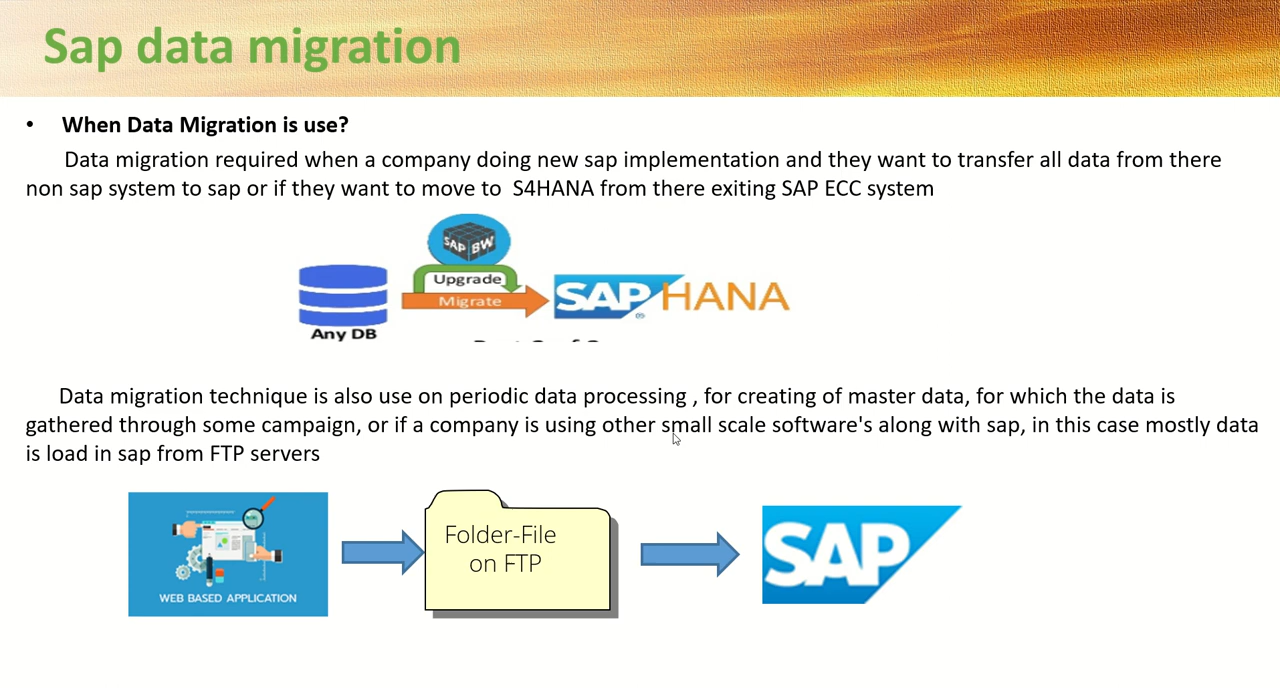 Sap data migration
• When Data Migration is use?
Data migration required when a company doing new sap implementation and they want to transfer all data from there
non sap system to sap or if they want to move to S4HANA from there exiting SAP ECC system
SAP BW
Upgrade
Migrate
Any DB
SAP HANA
®
Data migration technique is also use on periodic data processing , for creating of master data, for which the data is
gathered through some campaign, or if a company is using other small scale software's along with sap, in this case mostly data
is load in sap from FTP servers
WEB BASED APPLICATION
Folder-File
on FTP
SAP